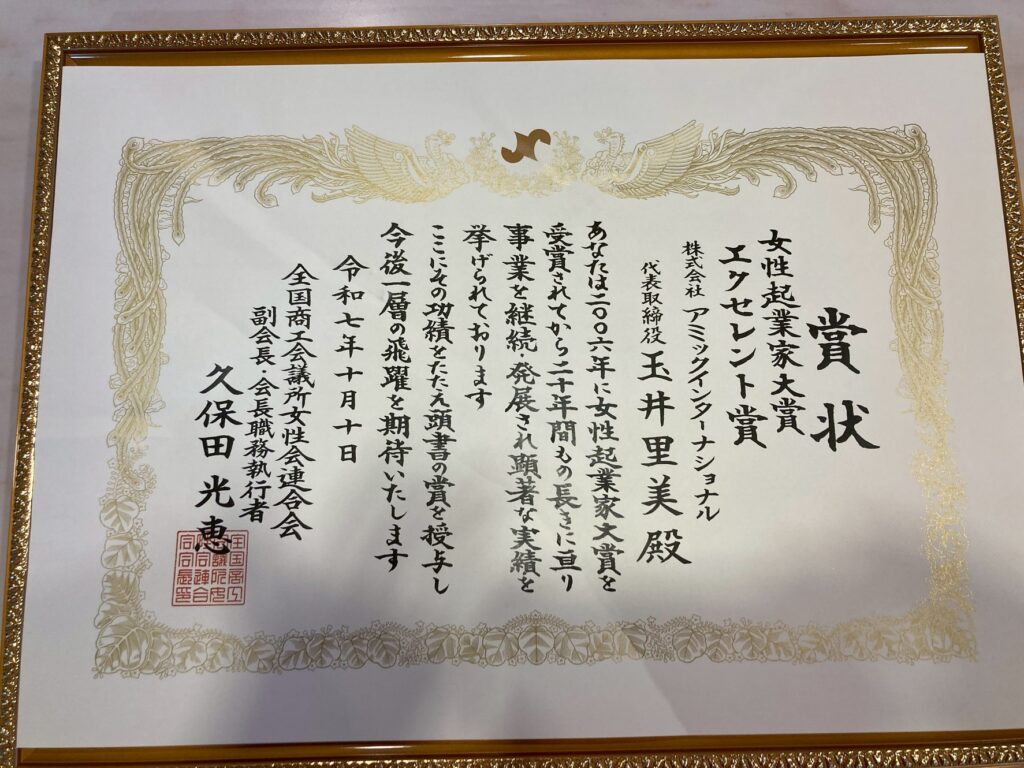 賞状
女性起業家大賞
エクセレント賞
株式会社 アミックインターナショナル
代表取締役 玉井里美殿
あなたは二〇〇六年に女性起業家大賞を
受賞されてから二十年間もの長きに亘り
事業を継続・発展され顕著な実績を
挙げられております
ここにその功績をたたえ頭書の賞を授与し
今後一層の飛躍を期待いたします
令和七年十月十日
全国商工会議所女性会連合会
副会長・会長職務執行者
久保田光恵